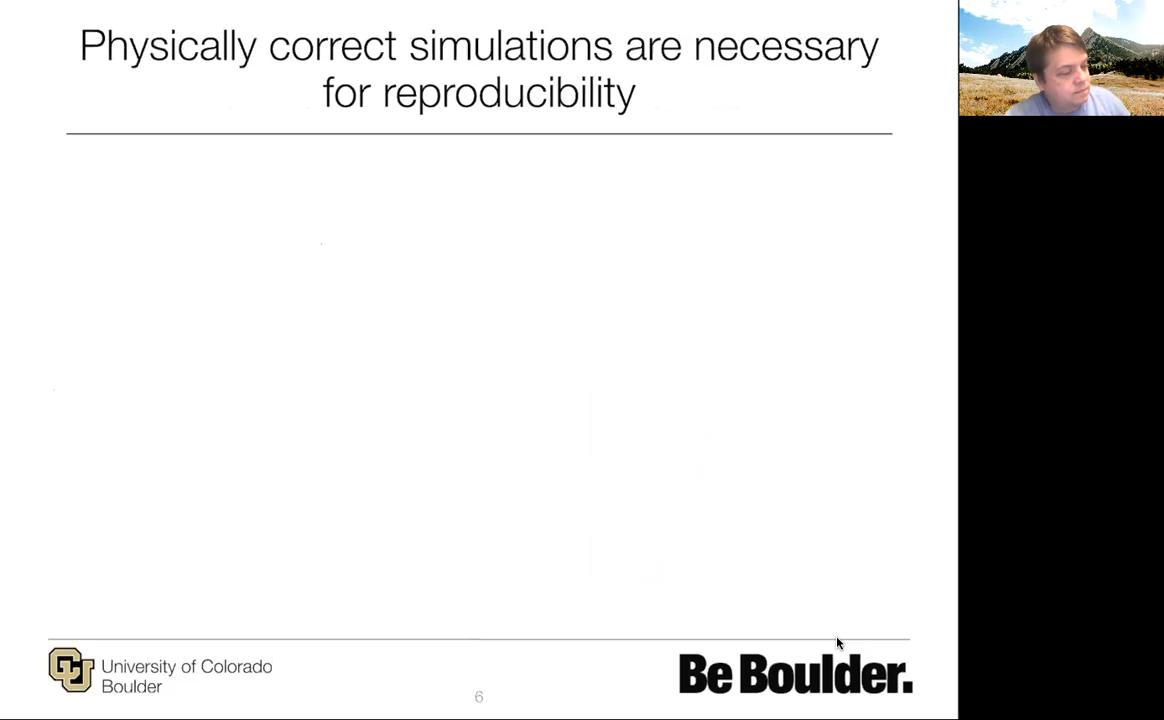 Physically correct simulations are necessary
for reproducibility
University of Colorado
Boulder
6
Be Boulder.